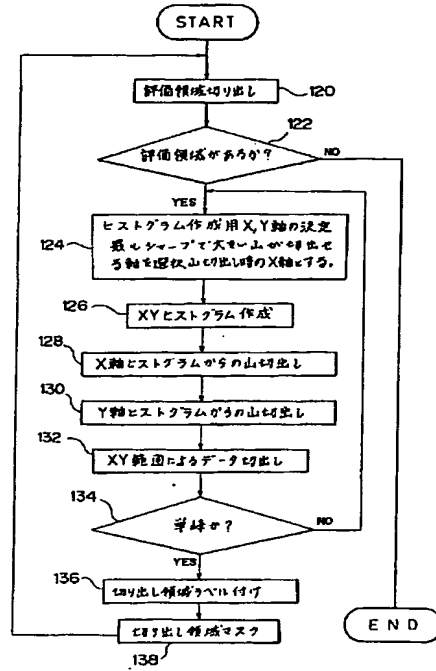 START
評価領域切り出し
120
122
評価領域があるか?
NO
YES
124
ヒストグラム作成用X,Y軸の決定
最もシャープで大きい山が切出せ
る軸を選択,山切出し時のX軸とする。
126
XYヒストグラム作成
128
X軸ヒストグラムからの山切出し
130
Y軸ヒストグラムからの山切出し
132
XY範囲によるデータ切出し
134
単峰か?
NO
YES
136
切り出し領域ラベル付け
切り出し領域マスク
138
END